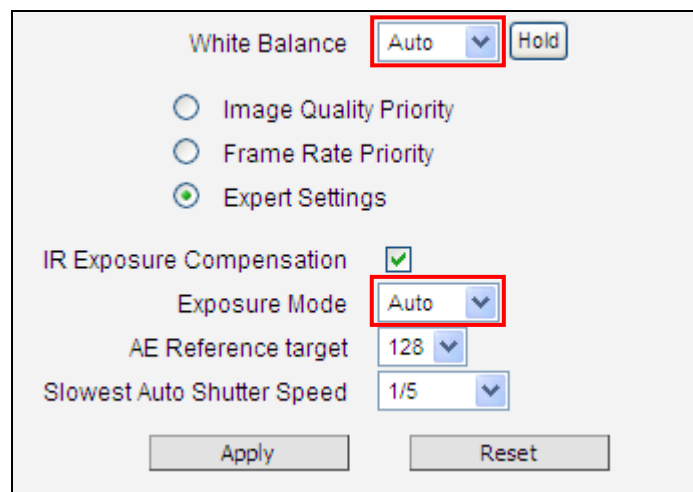 White Balance Auto Hold
Image Quality Priority
Frame Rate Priority
Expert Settings
IR Exposure Compensation
Exposure Mode Auto
AE Reference target 128
Slowest Auto Shutter Speed 1/5
Apply Reset